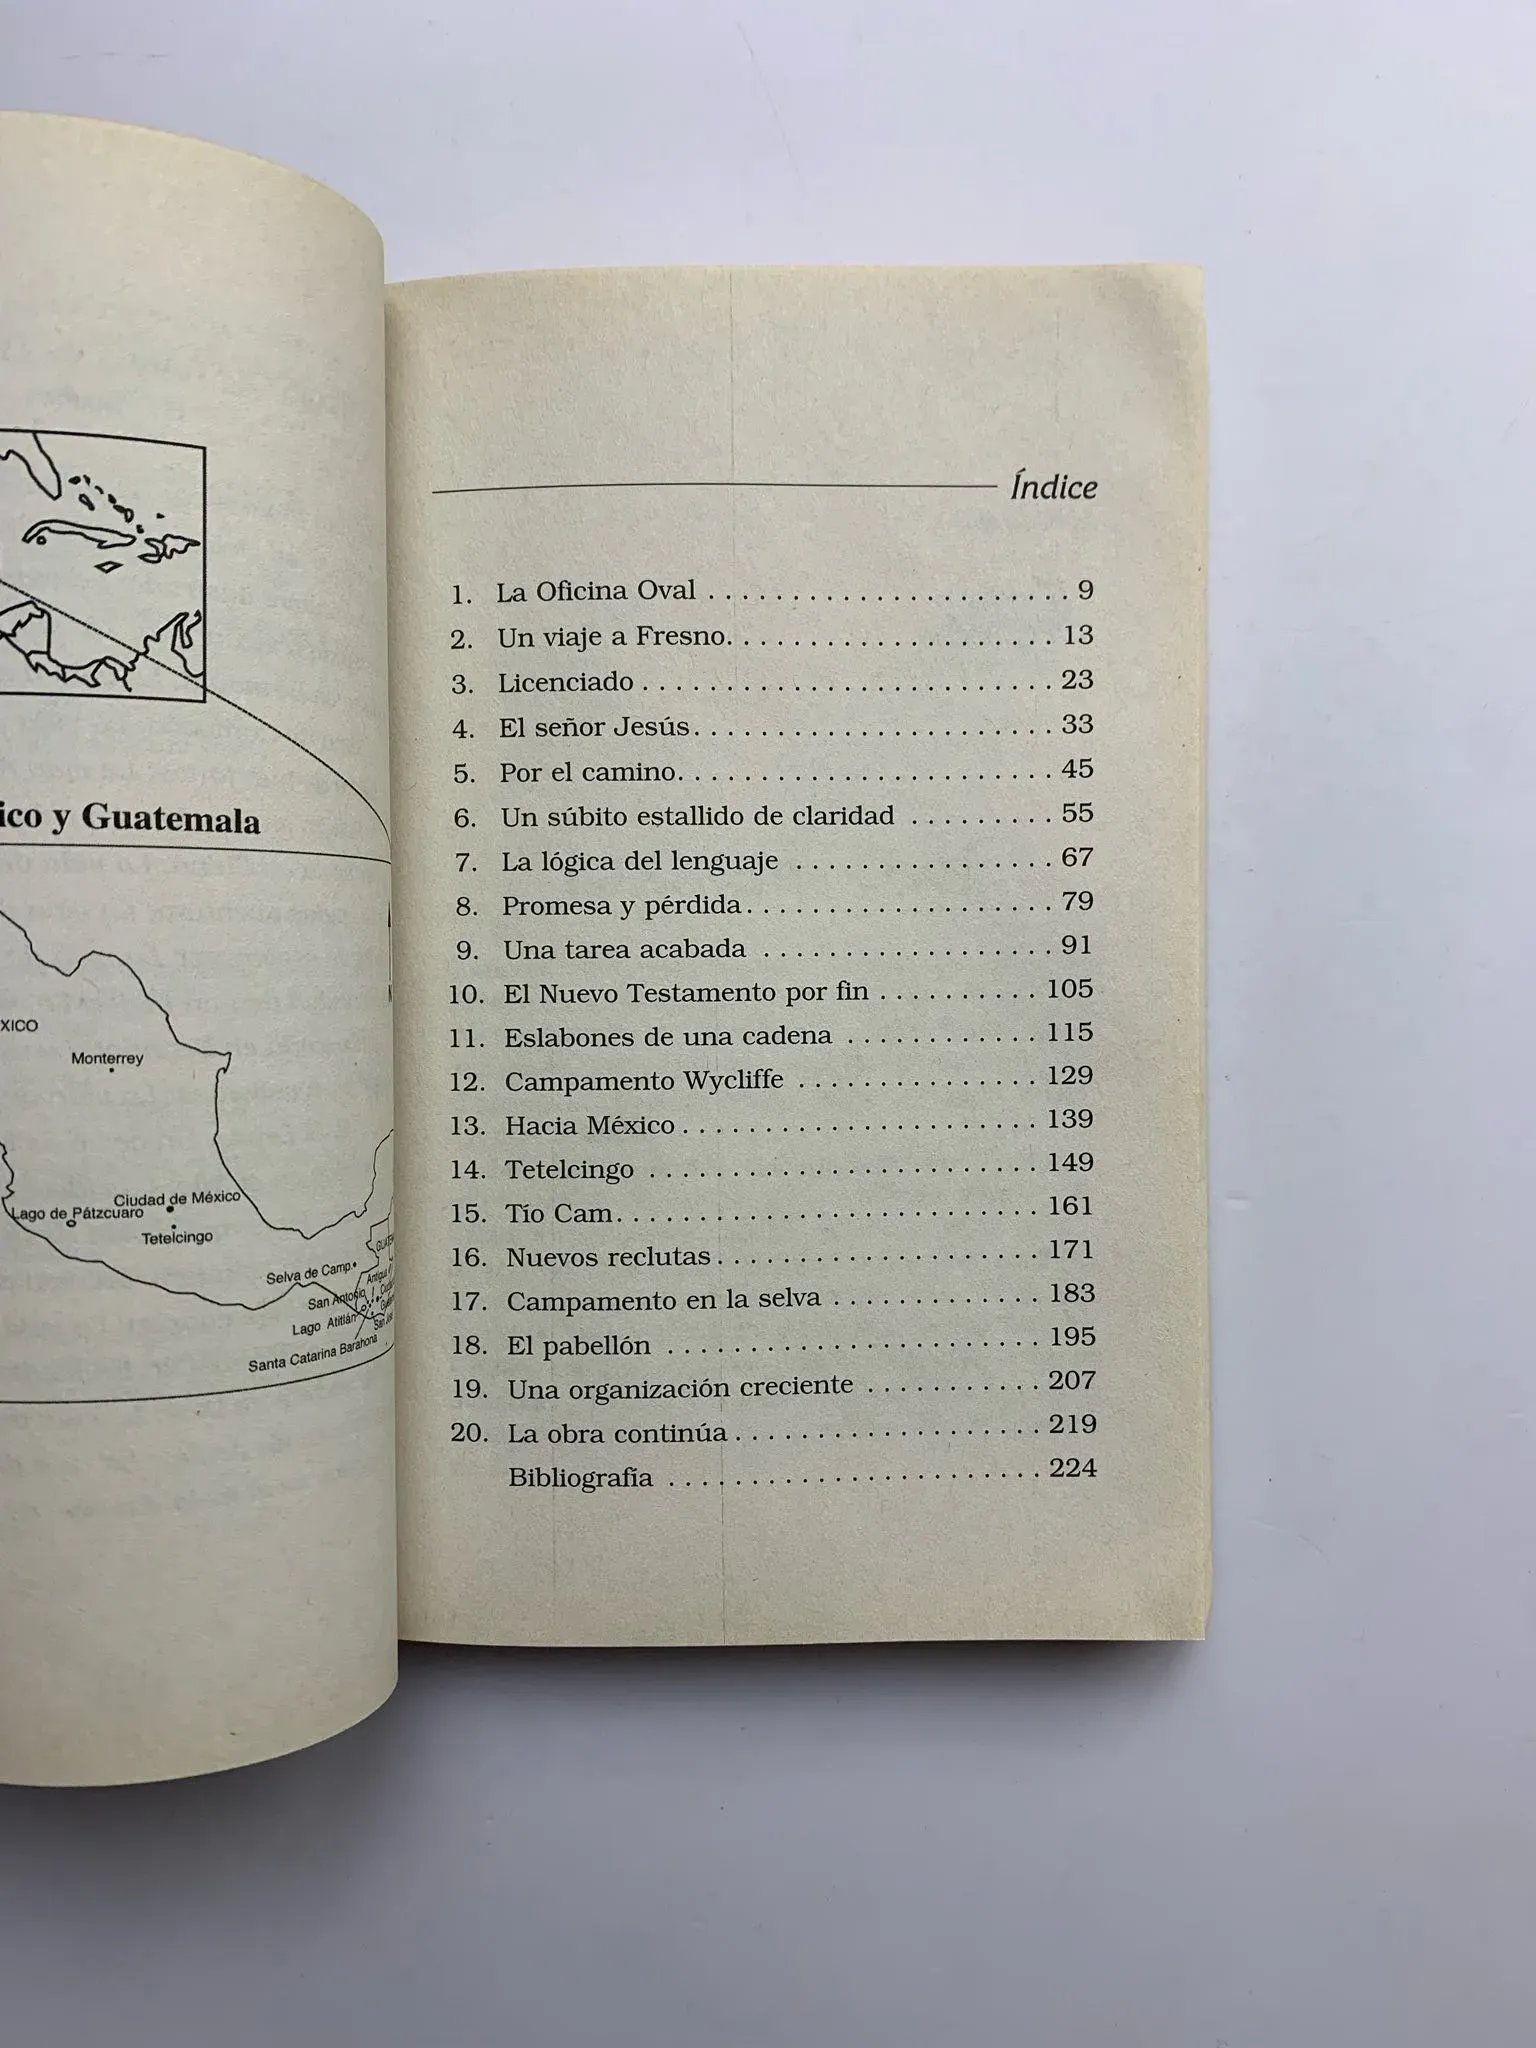 ico y Guatemala
XICO
Monterrey
Ciudad de México
Lago de Pátzcuaro
Tetelcingo
Selva de Camp.
San Antonio
Lago Atitlán
Santa Catarina Barahona
Índice
1. La Oficina Oval . . . . . . . . . . . . . . . . . . . . . . 9
2. Un viaje a Fresno. . . . . . . . . . . . . . . . . . . . 13
3. Licenciado . . . . . . . . . . . . . . . . . . . . . . . . . 23
4. El señor Jesús. . . . . . . . . . . . . . . . . . . . . . 33
5. Por el camino. . . . . . . . . . . . . . . . . . . . . . . 45
6. Un súbito estallido de claridad . . . . . . . . . 55
7. La lógica del lenguaje . . . . . . . . . . . . . . . . 67
8. Promesa y pérdida. . . . . . . . . . . . . . . . . . . 79
9. Una tarea acabada . . . . . . . . . . . . . . . . . . 91
10. El Nuevo Testamento por fin . . . . . . . . . . 105
11. Eslabones de una cadena . . . . . . . . . . . . 115
12. Campamento Wycliffe . . . . . . . . . . . . . . . 129
13. Hacia México . . . . . . . . . . . . . . . . . . . . . . 139
14. Tetelcingo . . . . . . . . . . . . . . . . . . . . . . . . 149
15. Tío Cam. . . . . . . . . . . . . . . . . . . . . . . . . . 161
16. Nuevos reclutas . . . . . . . . . . . . . . . . . . . . 171
17. Campamento en la selva . . . . . . . . . . . . . 183
18. El pabellón . . . . . . . . . . . . . . . . . . . . . . . 195
19. Una organización creciente . . . . . . . . . . . 207
20. La obra continúa . . . . . . . . . . . . . . . . . . . 219
Bibliografía . . . . . . . . . . . . . . . . . . . . . . . 224